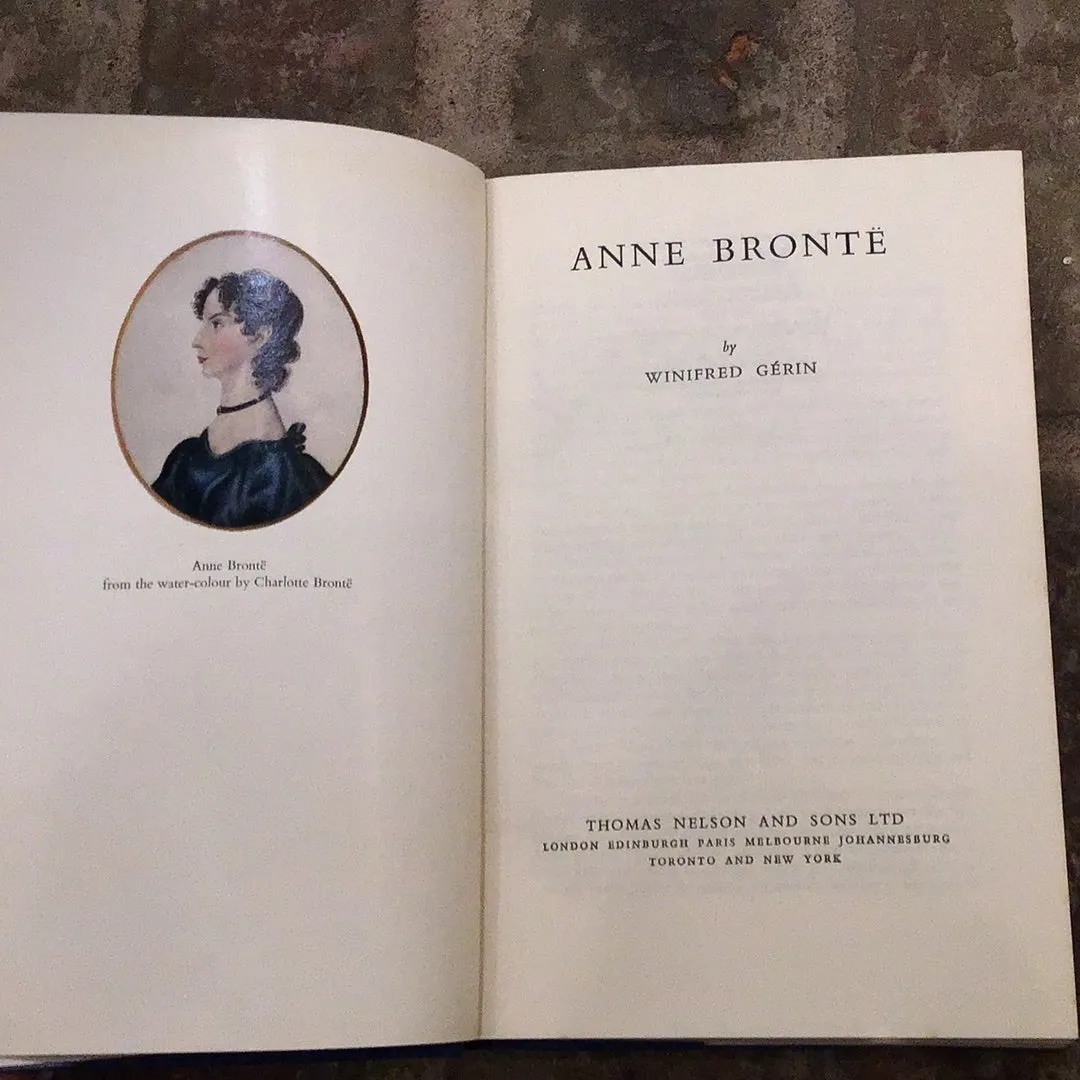 Anne Brontë
from the water-colour by Charlotte Brontë
ANNE BRONTË
by
WINIFRED GÉRIN
THOMAS NELSON AND SONS LTD
LONDON EDINBURGH PARIS MELBOURNE JOHANNESBURG
TORONTO AND NEW YORK